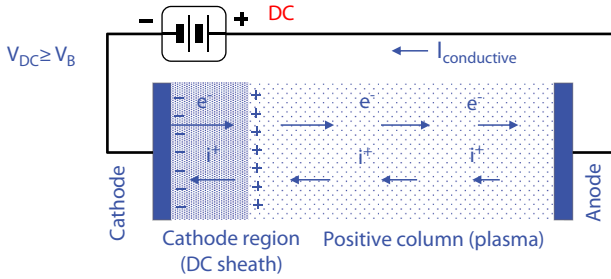 − + DC
V_DC ≥ V_B
I_conductive
e⁻ e⁻ e⁻
i⁺ i⁺ i⁺
Cathode
Anode
Cathode region
(DC sheath)
Positive column (plasma)